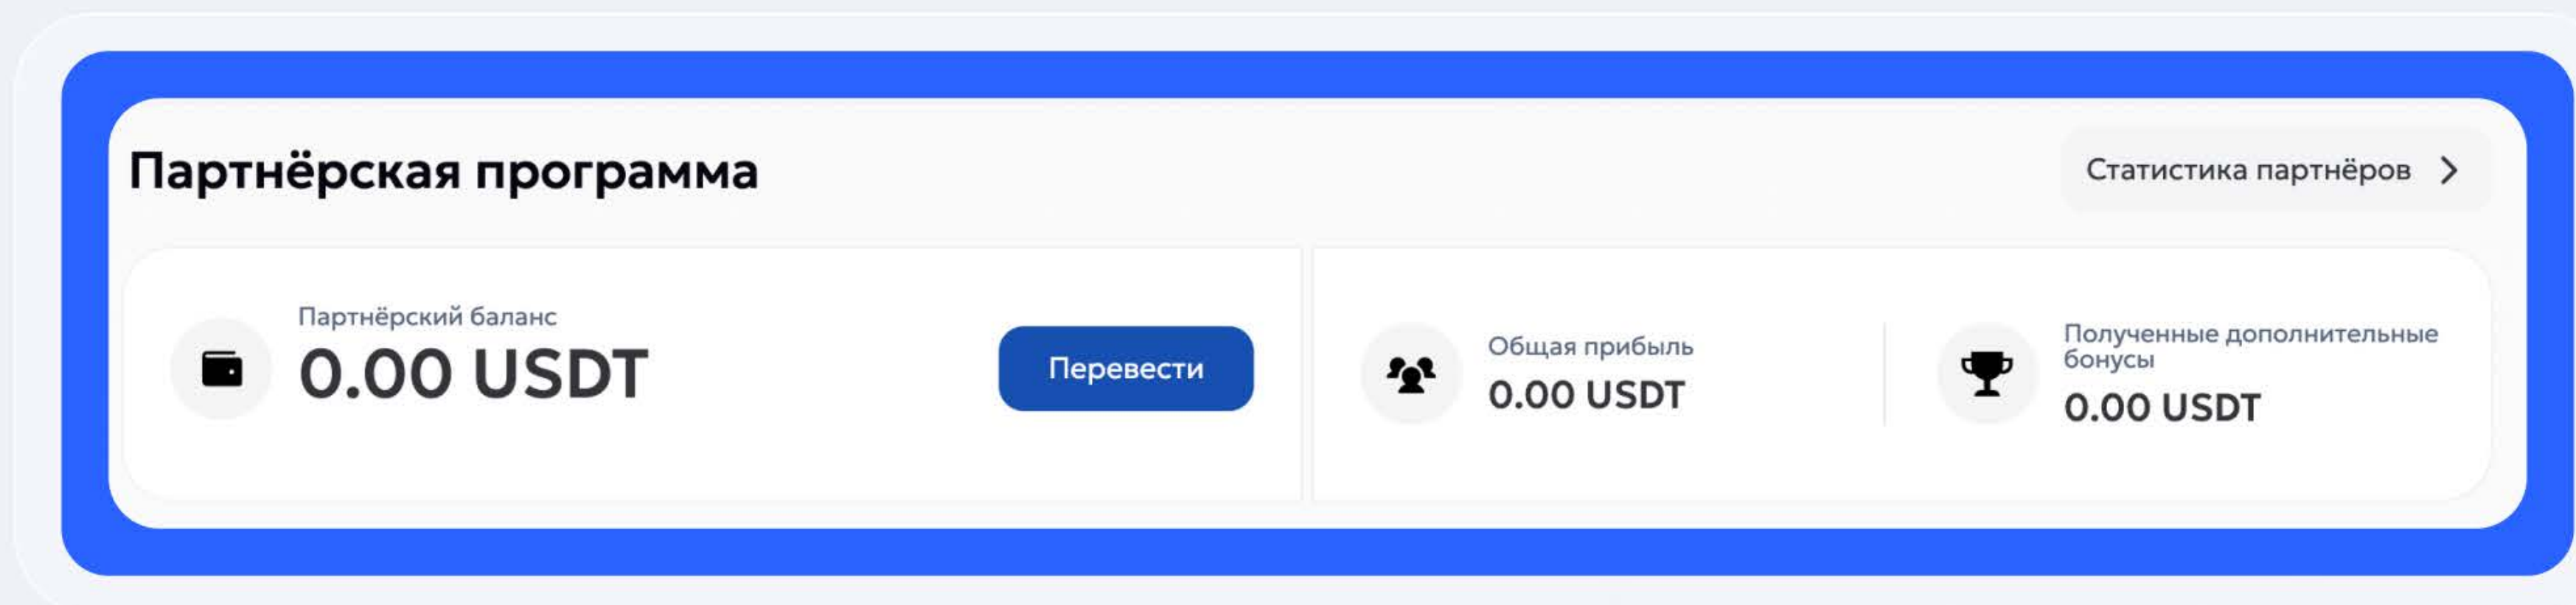 Партнёрская программа
Статистика партнёров
Партнёрский баланс
0.00 USDT
Перевести
Общая прибыль
0.00 USDT
Полученные дополнительные
бонусы
0.00 USDT